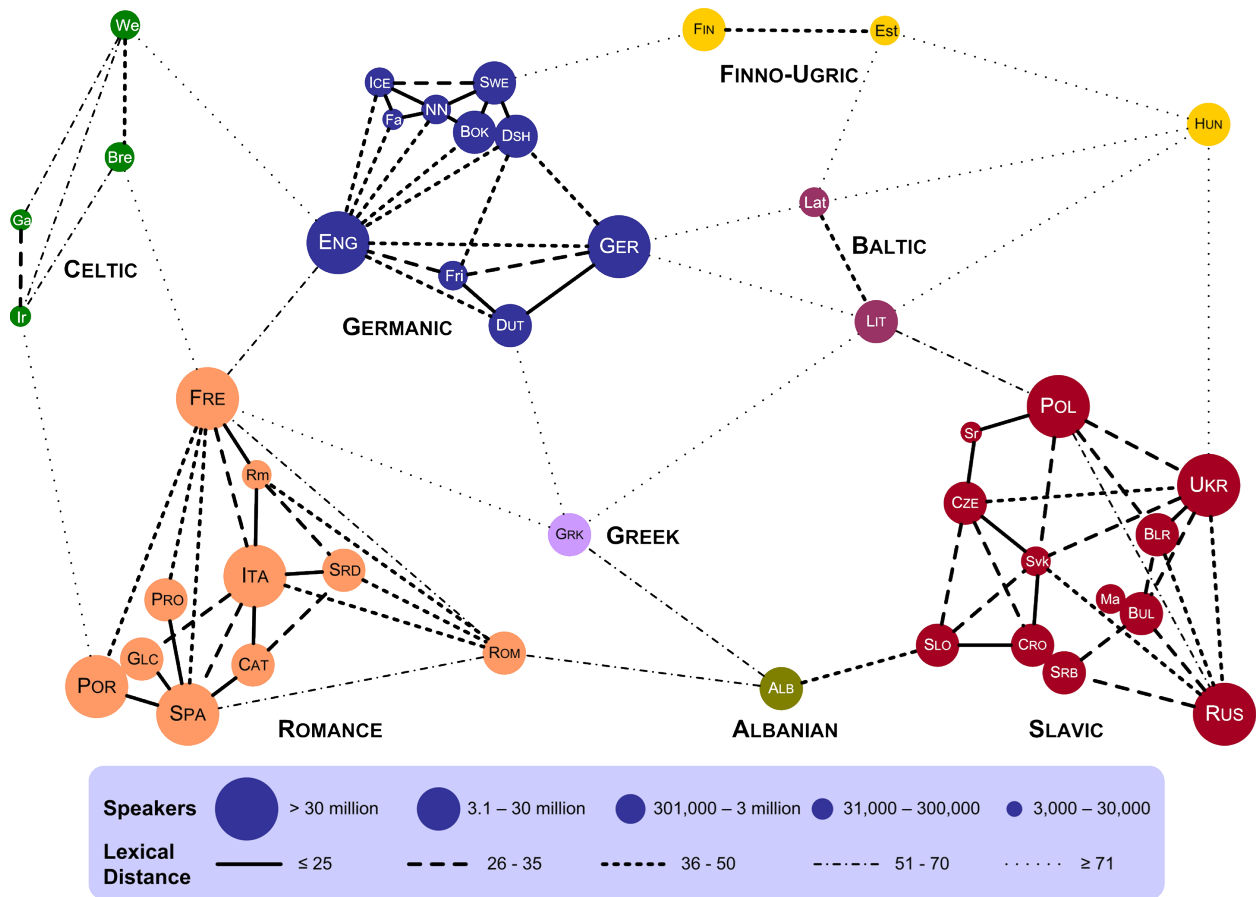 We
FIN
Est
FINNO-UGRIC
ICE
SWE
NN
Fa
BOK
DSH
HUN
Bre
Ga
Lat
ENG
GER
BALTIC
CELTIC
Fri
Ir
GERMANIC
DUT
LIT
FRE
POL
Sr
Rm
UKR
CZE
GRK
GREEK
BLR
ITA
SRD
Svk
PRO
Ma
BUL
GLC
CAT
ROM
SLO
CRO
SRB
POR
SPA
ALB
RUS
ROMANCE
ALBANIAN
SLAVIC
Speakers > 30 million 3.1 – 30 million 301,000 – 3 million 31,000 – 300,000 3,000 – 30,000
Lexical
Distance ≤ 25 26 - 35 36 - 50 51 - 70 ≥ 71